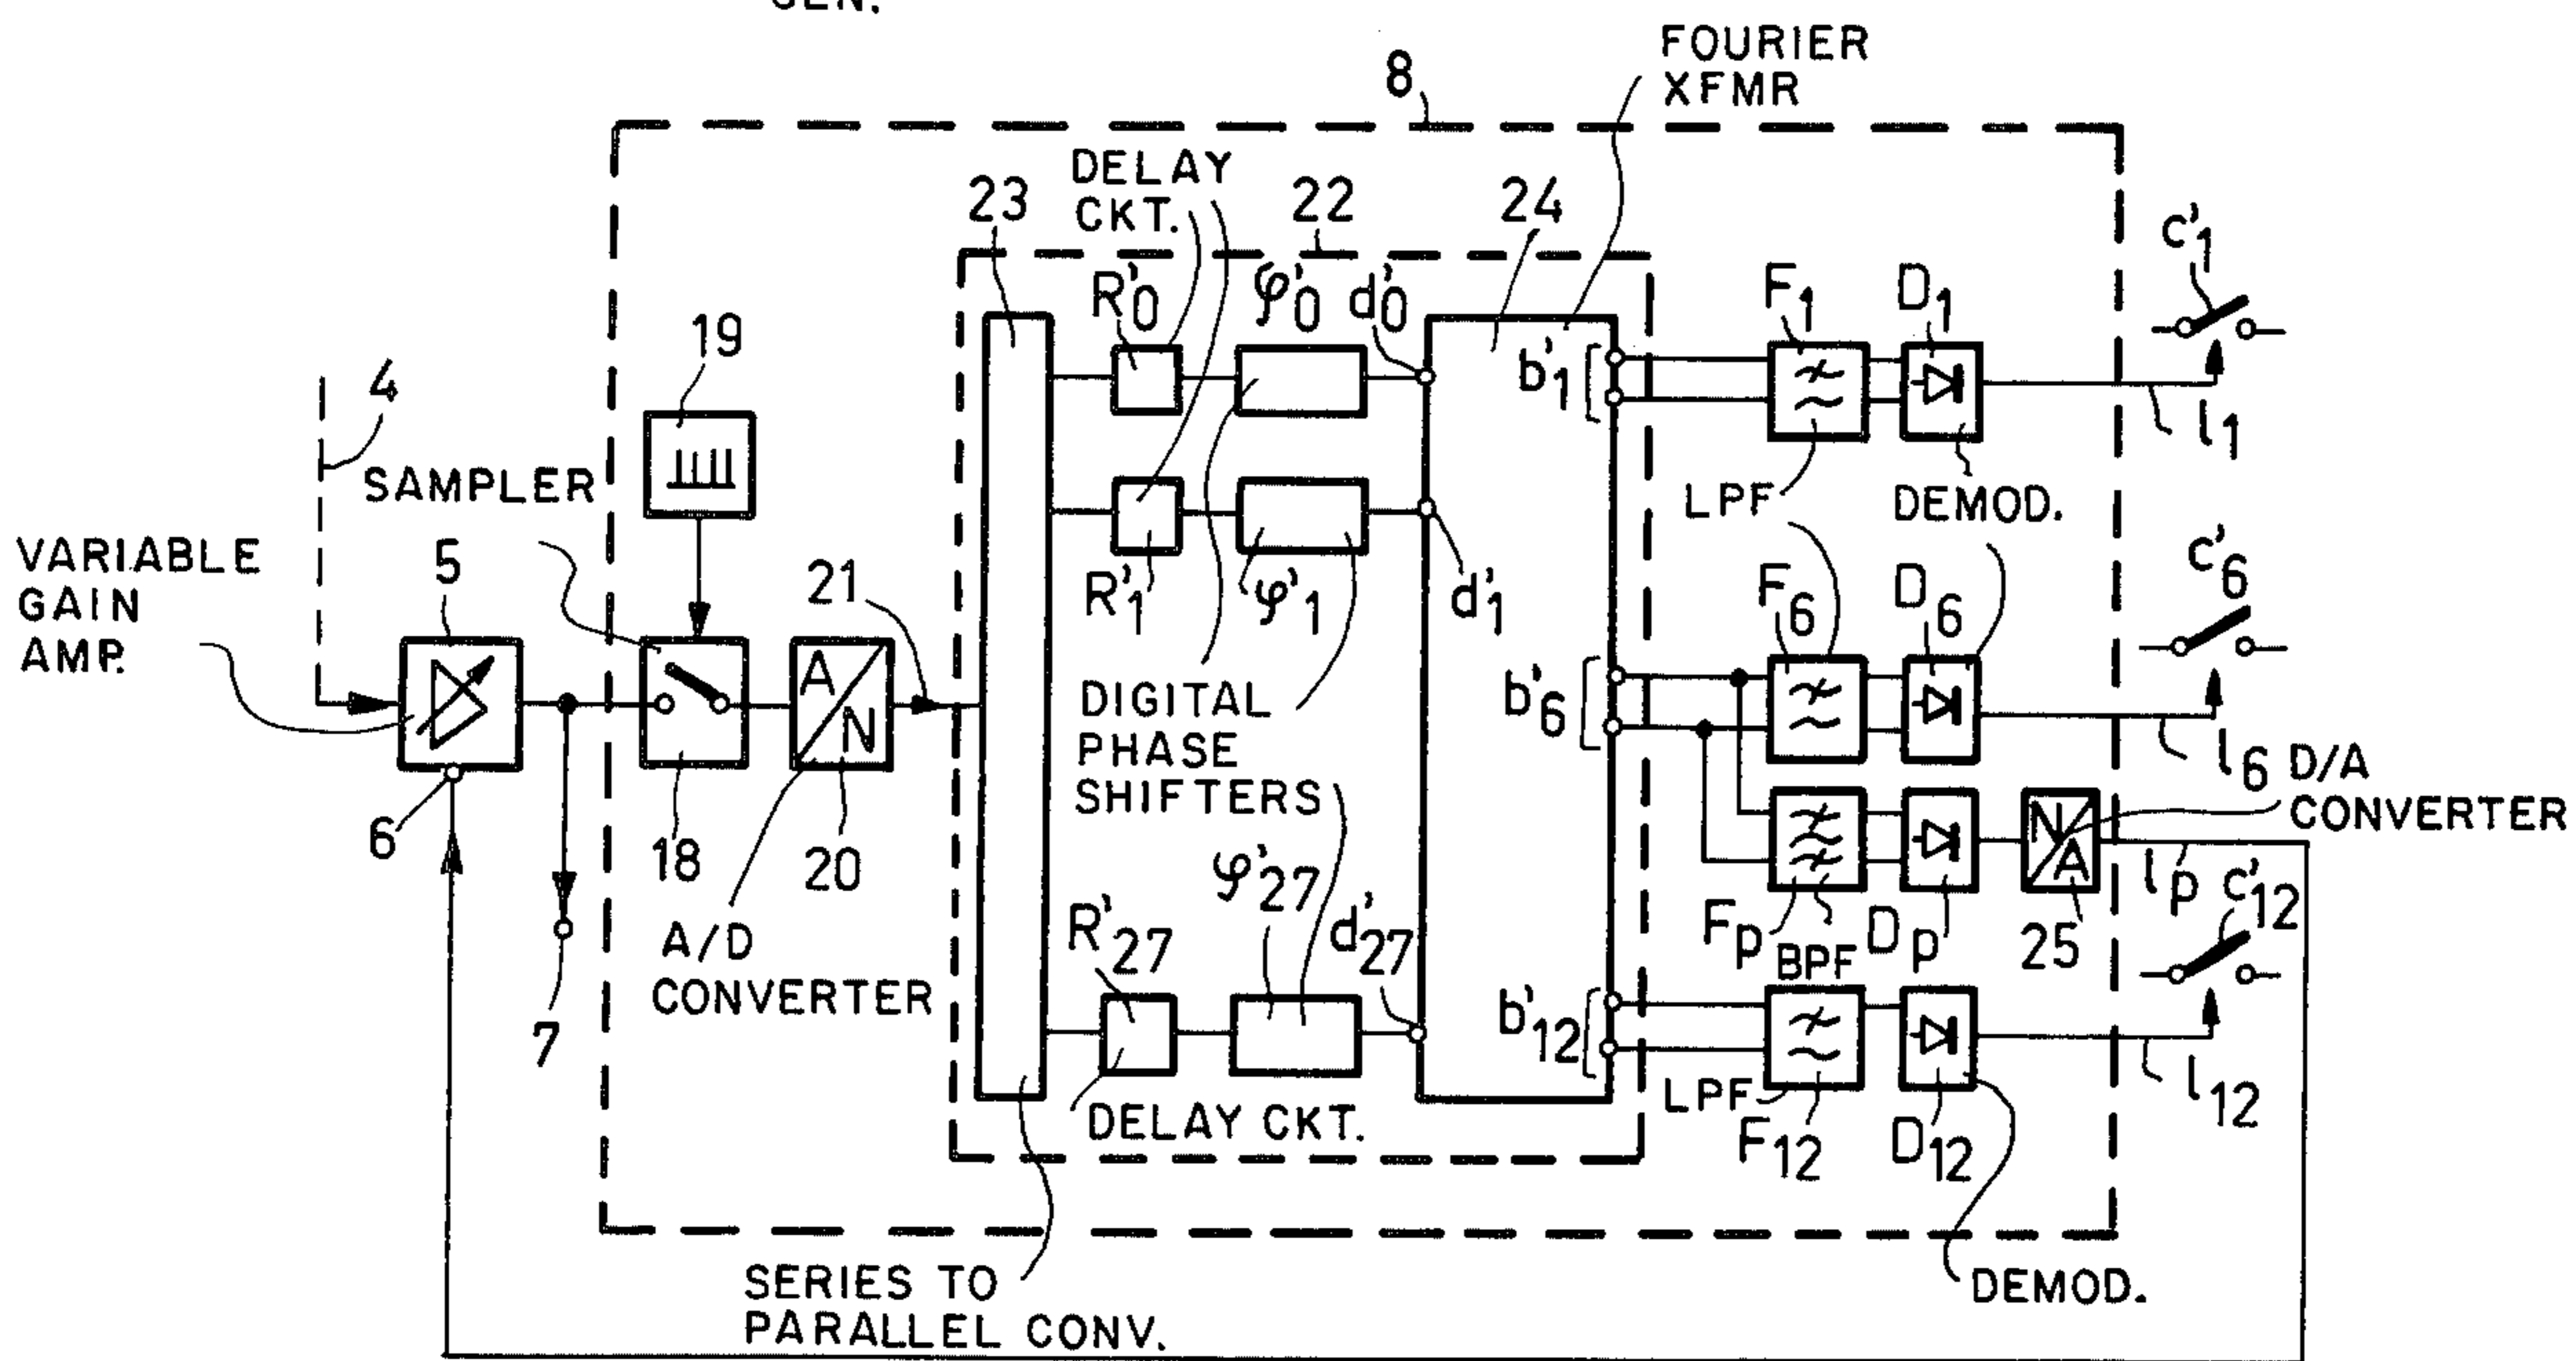 FOURIER
XFMR
8
DELAY
CKT.
23
22
24
R'0
φ'0
d'0
F1
D1
c'1
19
4
b'1
l1
SAMPLER
LPF
DEMOD.
VARIABLE
GAIN
AMP.
5
21
R'1
φ'1
d'1
F6
D6
c'6
A
N
b'6
DIGITAL
PHASE
SHIFTERS
l6
D/A
CONVERTER
6
18
20
N
A
φ'27
R'27
d'27
Fp
BPF
Dp
25
lp
c'12
A/D
CONVERTER
7
b'12
LPF
F12
D12
l12
DELAY CKT.
SERIES TO
PARALLEL CONV.
DEMOD.